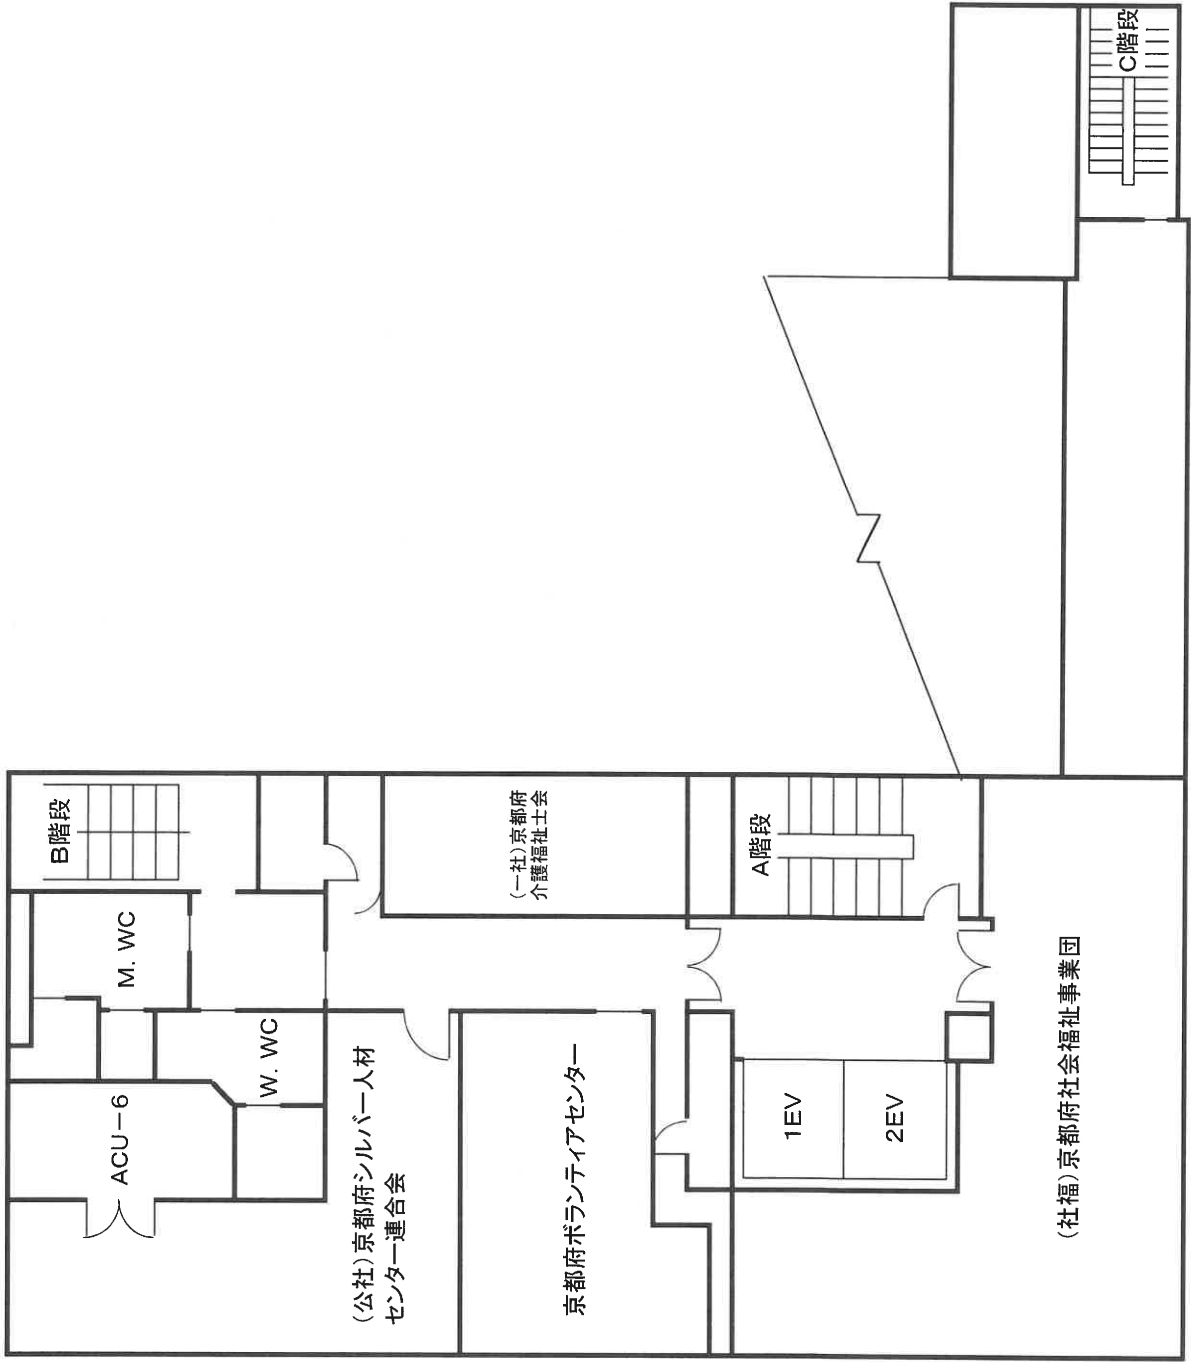 C階段
B階段
(一社)京都府
介護福祉士会
A階段
M. WC
W. WC
ACU－6
(公社)京都府シルバー人材
センター連合会
京都府ボランティアセンター
1EV
2EV
(社福)京都府社会福祉事業団